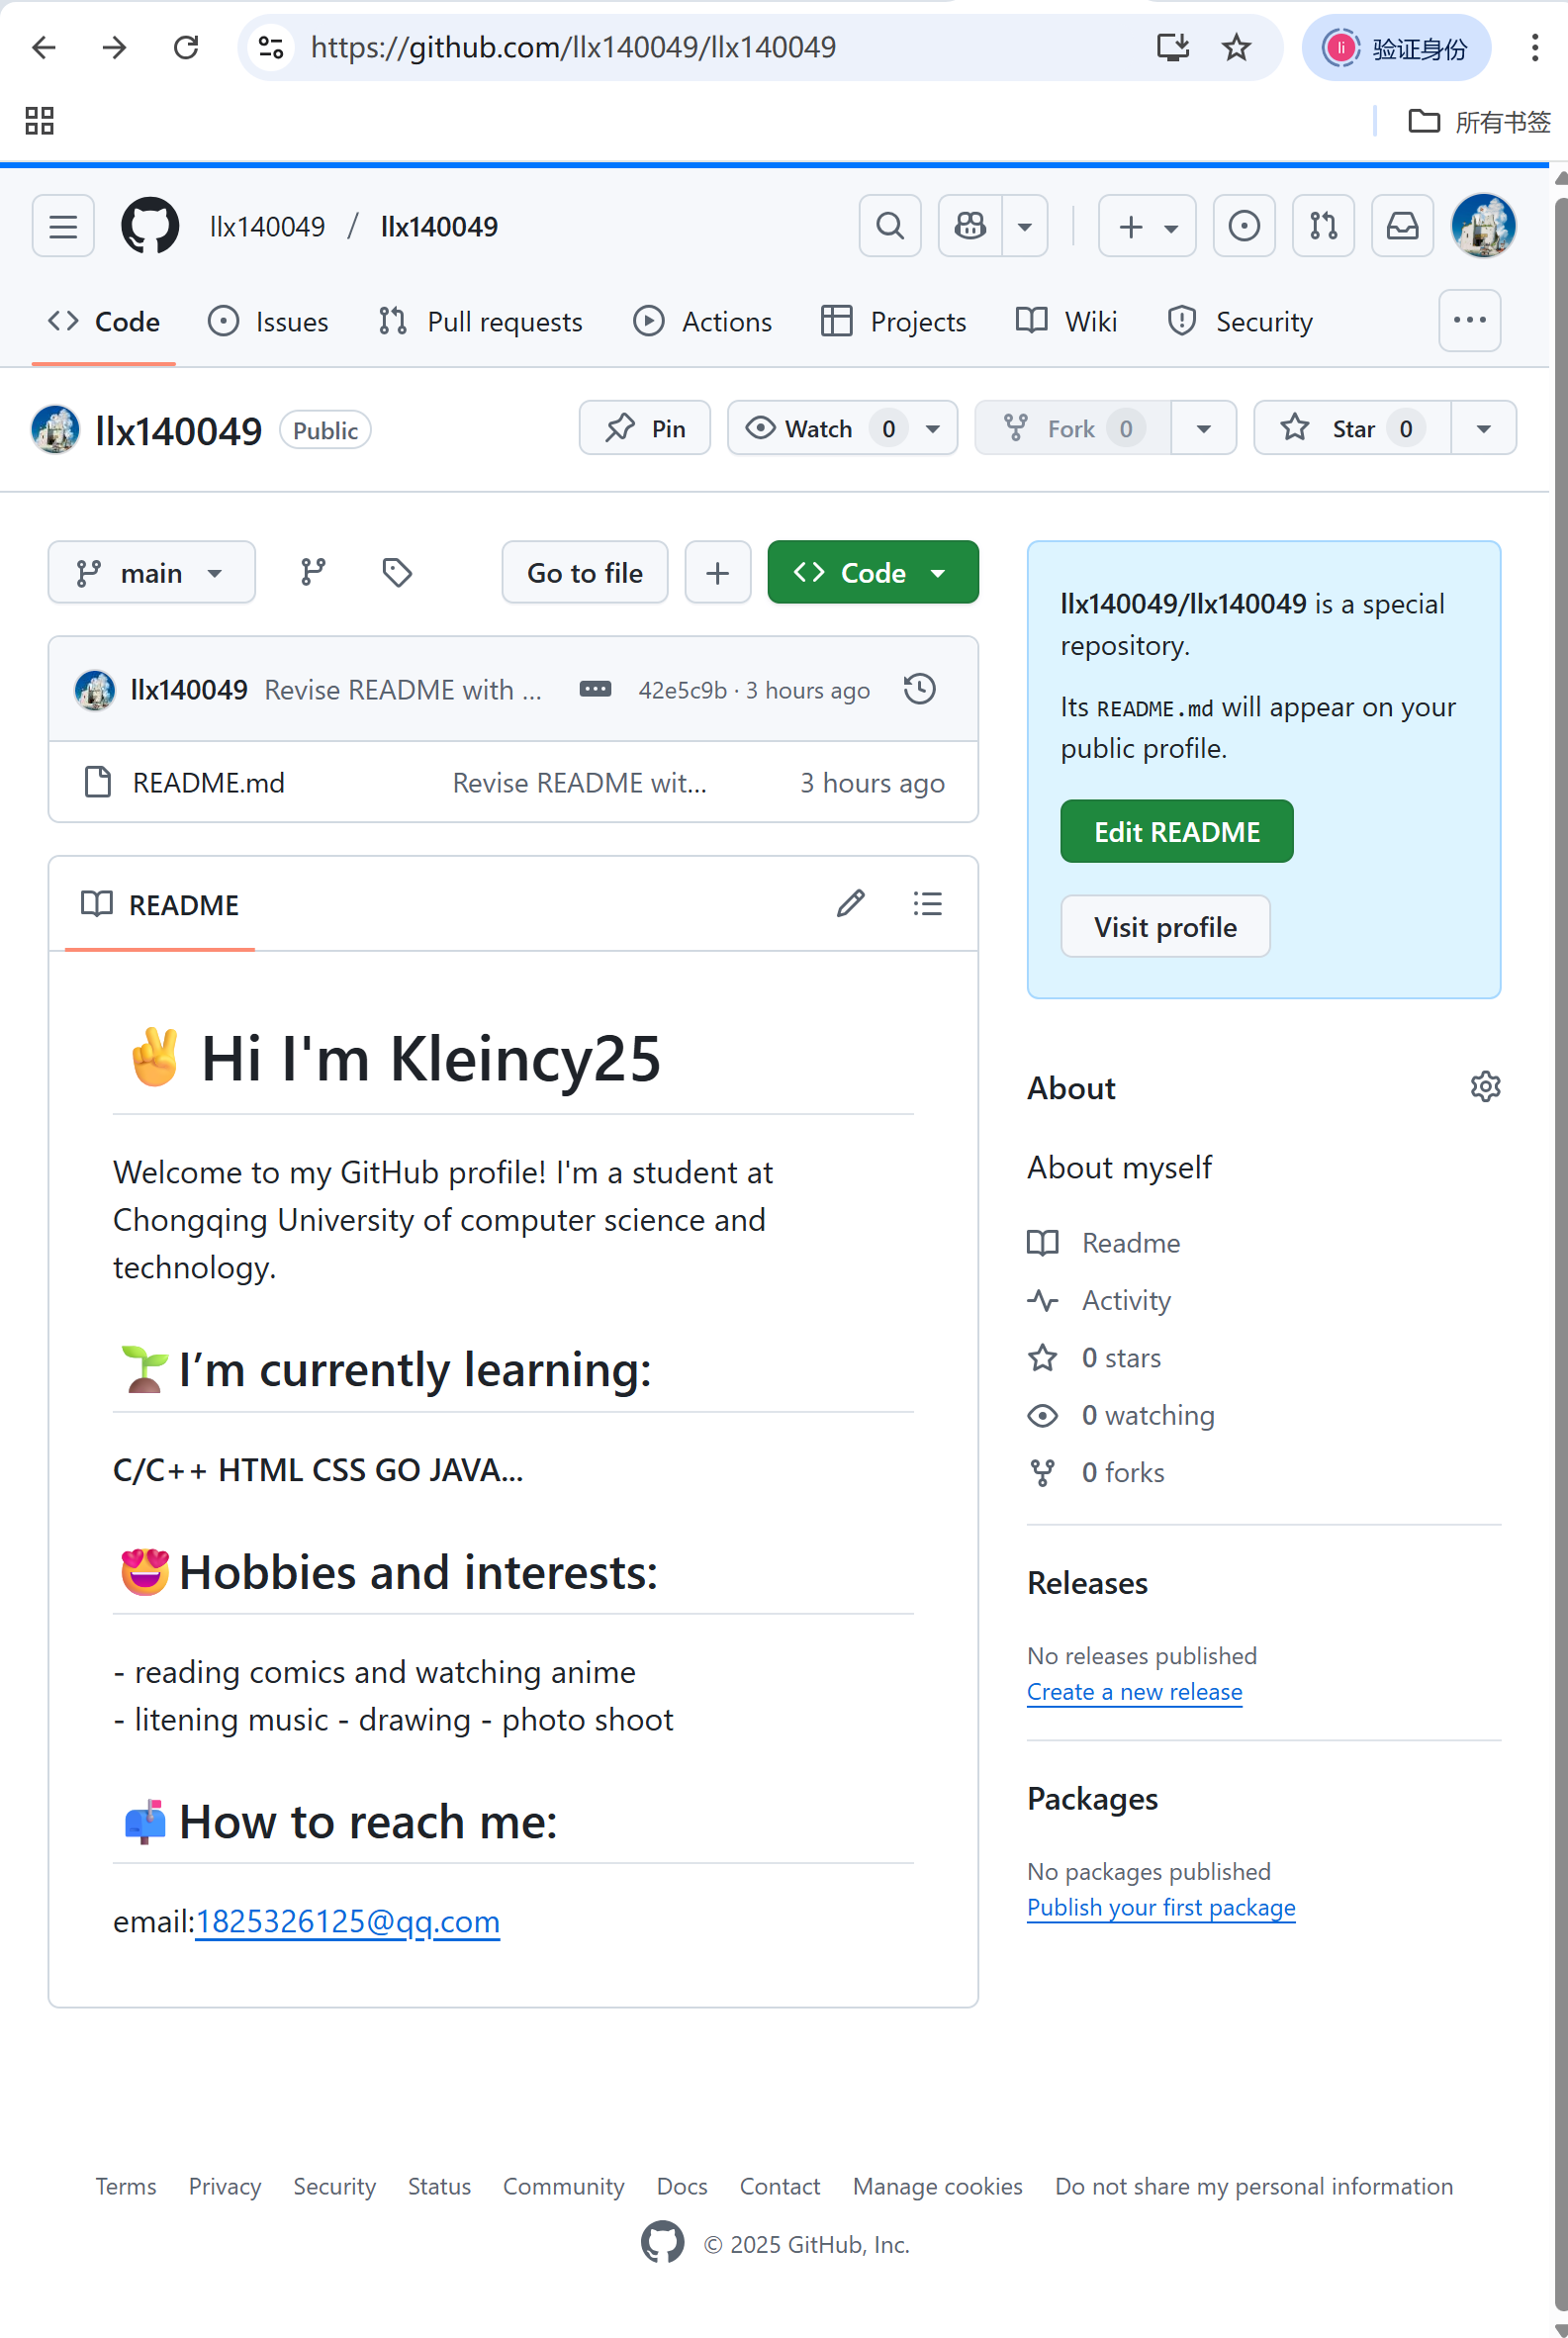 https://github.com/llx140049/llx140049
li 验证身份
所有书签
llx140049 / llx140049
Code Issues Pull requests Actions Projects Wiki Security
llx140049 Public Pin Watch 0 Fork 0 Star 0
main Go to file Code
llx140049 Revise README with ... 42e5c9b · 3 hours ago
README.md Revise README wit... 3 hours ago
README
✌️ Hi I'm Kleincy25
Welcome to my GitHub profile! I'm a student at
Chongqing University of computer science and
technology.
🌱 I’m currently learning:
C/C++ HTML CSS GO JAVA...
😍 Hobbies and interests:
- reading comics and watching anime
- litening music - drawing - photo shoot
📫 How to reach me:
email:1825326125@qq.com
llx140049/llx140049 is a special
repository.
Its README.md will appear on your
public profile.
Edit README
Visit profile
About
About myself
Readme
Activity
0 stars
0 watching
0 forks
Releases
No releases published
Create a new release
Packages
No packages published
Publish your first package
Terms Privacy Security Status Community Docs Contact Manage cookies Do not share my personal information
© 2025 GitHub, Inc.